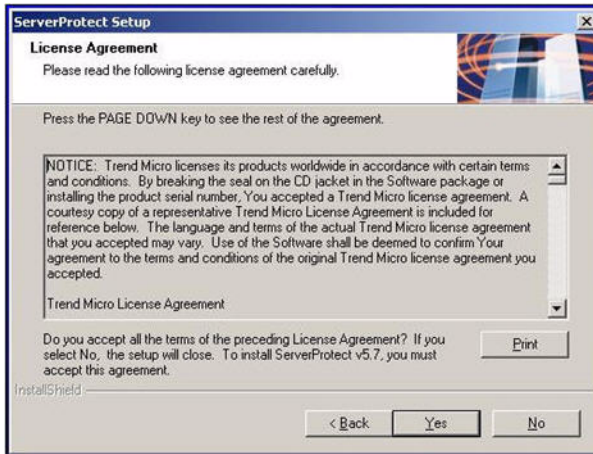 ServerProtect Setup
License Agreement
Please read the following license agreement carefully.
Press the PAGE DOWN key to see the rest of the agreement.
NOTICE: Trend Micro licenses its products worldwide in accordance with certain terms
and conditions. By breaking the seal on the CD jacket in the Software package or
installing the product serial number, You accepted a Trend Micro license agreement. A
courtesy copy of a representative Trend Micro License Agreement is included for
reference below. The language and terms of the actual Trend Micro license agreement
that you accepted may vary. Use of the Software shall be deemed to confirm Your
agreement to the terms and conditions of the original Trend Micro license agreement you
accepted.
Trend Micro License Agreement
Do you accept all the terms of the preceding License Agreement? If you
select No, the setup will close. To install ServerProtect v5.7, you must
accept this agreement.
Print
InstallShield
< Back
Yes
No